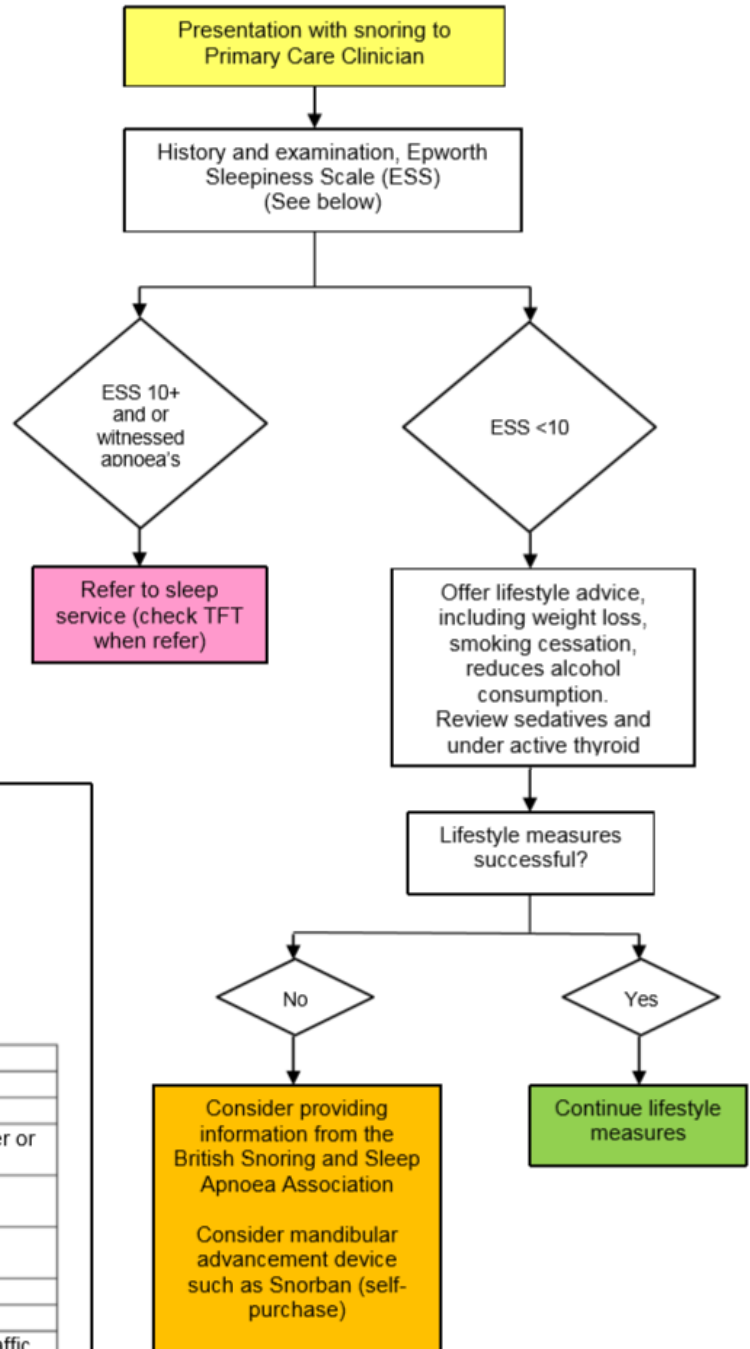 Presentation with snoring to
Primary Care Clinician
History and examination, Epworth
Sleepiness Scale (ESS)
(See below)
ESS 10+
and or
witnessed
apnoea's
ESS <10
Refer to sleep
service (check TFT
when refer)
Offer lifestyle advice,
including weight loss,
smoking cessation,
reduces alcohol
consumption.
Review sedatives and
under active thyroid
Lifestyle measures
successful?
No
Yes
Consider providing
information from the
British Snoring and Sleep
Apnoea Association
Consider mandibular
advancement device
such as Snorban (self-
purchase)
Continue lifestyle
measures
or